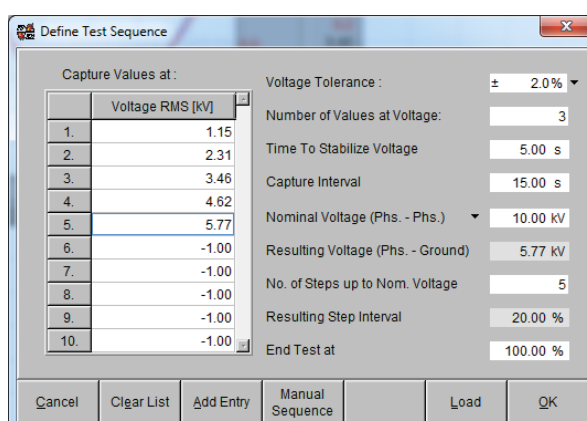 Define Test Sequence
Capture Values at :
Voltage RMS [kV]
1. 1.15
2. 2.31
3. 3.46
4. 4.62
5. 5.77
6. -1.00
7. -1.00
8. -1.00
9. -1.00
10. -1.00
Voltage Tolerance : ± 2.0%
Number of Values at Voltage: 3
Time To Stabilize Voltage 5.00 s
Capture Interval 15.00 s
Nominal Voltage (Phs. - Phs.) 10.00 kV
Resulting Voltage (Phs. - Ground) 5.77 kV
No. of Steps up to Nom. Voltage 5
Resulting Step Interval 20.00 %
End Test at 100.00 %
Cancel Clear List Add Entry Manual Sequence Load OK